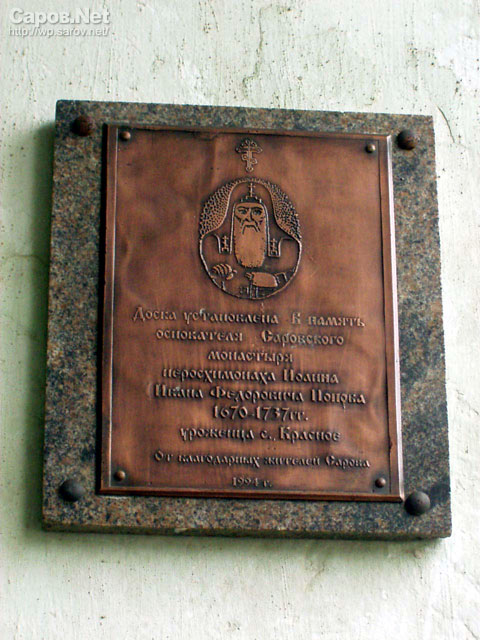 Саров.Net
http://wp.sarov.net/
Доска установлена в память
основателя Саровского
монастыря
иеросхимонаха Иоанна
(Ивана Федоровича Попова
1670-1737гг.
уроженца с. Красное
От благодарных жителей Сарова
1994 г.